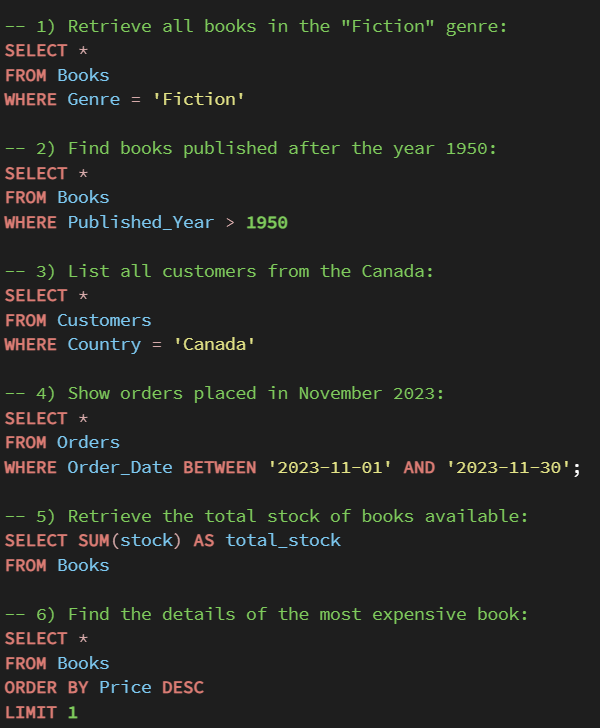 -- 1) Retrieve all books in the "Fiction" genre:
SELECT *
FROM Books
WHERE Genre = 'Fiction'
-- 2) Find books published after the year 1950:
SELECT *
FROM Books
WHERE Published_Year > 1950
-- 3) List all customers from the Canada:
SELECT *
FROM Customers
WHERE Country = 'Canada'
-- 4) Show orders placed in November 2023:
SELECT *
FROM Orders
WHERE Order_Date BETWEEN '2023-11-01' AND '2023-11-30';
-- 5) Retrieve the total stock of books available:
SELECT SUM(stock) AS total_stock
FROM Books
-- 6) Find the details of the most expensive book:
SELECT *
FROM Books
ORDER BY Price DESC
LIMIT 1